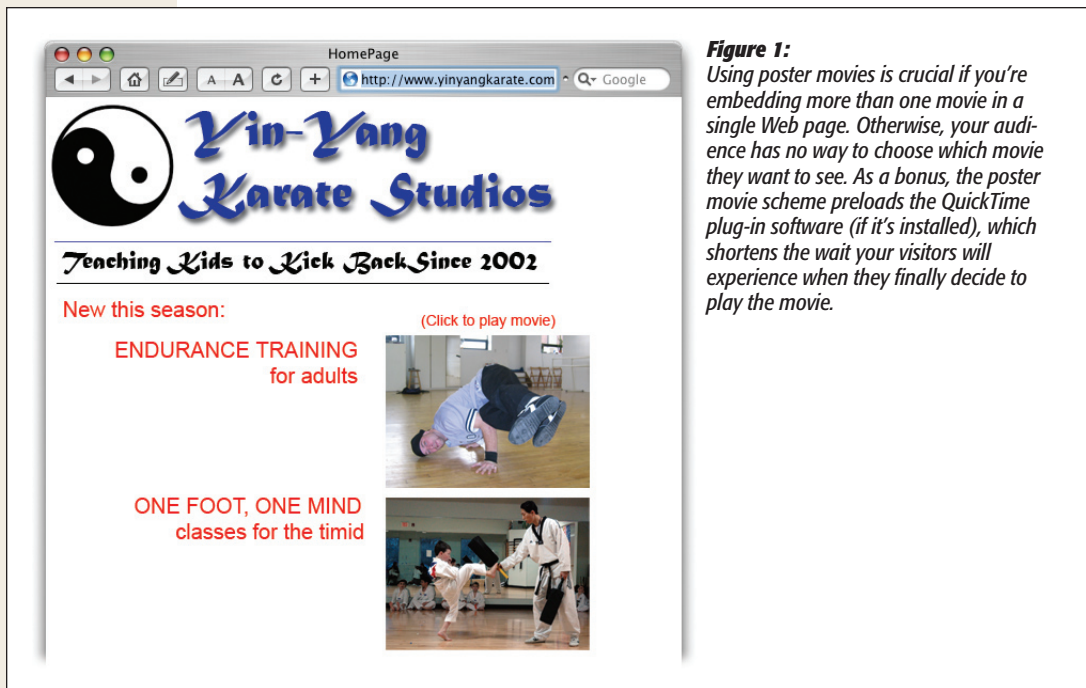 HomePage
A A
http://www.yinyangkarate.com
Google
Yin-Yang
Karate Studios
Teaching Kids to Kick Back Since 2002
New this season:
(Click to play movie)
ENDURANCE TRAINING
for adults
ONE FOOT, ONE MIND
classes for the timid
Figure 1:
Using poster movies is crucial if you’re
embedding more than one movie in a
single Web page. Otherwise, your audi-
ence has no way to choose which movie
they want to see. As a bonus, the poster
movie scheme preloads the QuickTime
plug-in software (if it’s installed), which
shortens the wait your visitors will
experience when they finally decide to
play the movie.